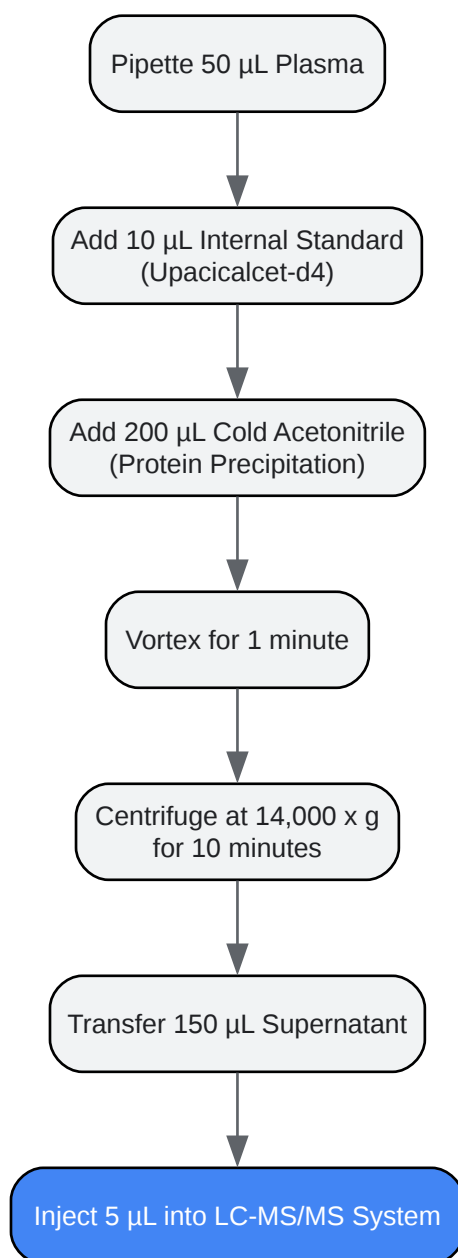 Pipette 50 µL Plasma
Add 10 µL Internal Standard
(Upacicalcet-d4)
Add 200 µL Cold Acetonitrile
(Protein Precipitation)
Vortex for 1 minute
Centrifuge at 14,000 x g
for 10 minutes
Transfer 150 µL Supernatant
Inject 5 µL into LC-MS/MS System